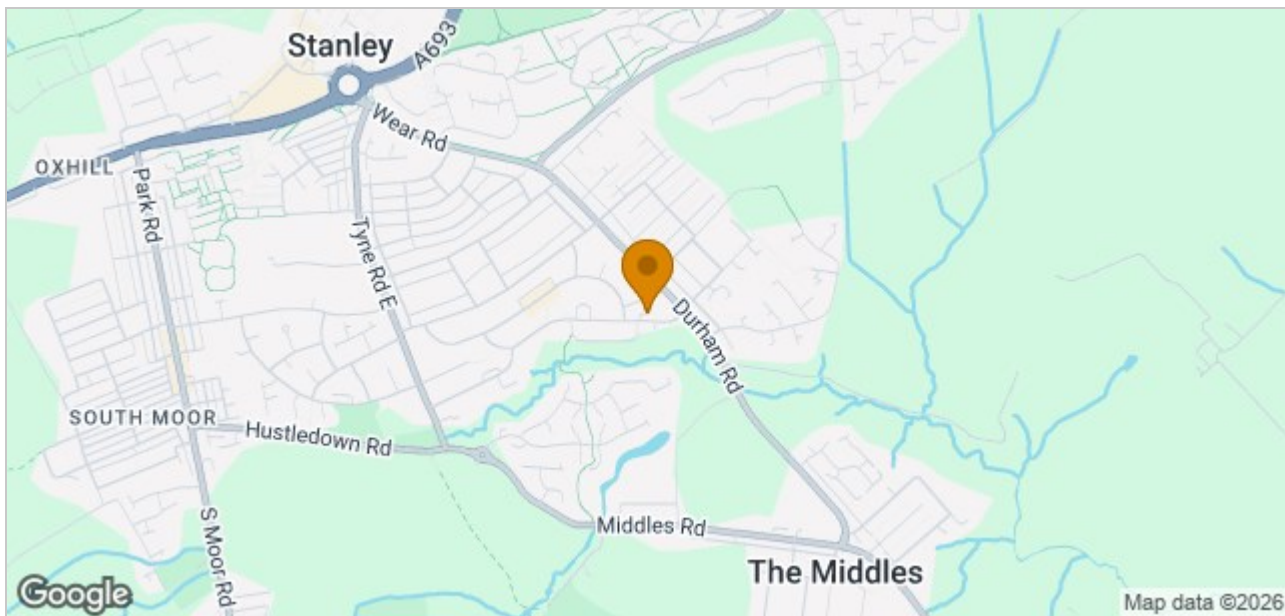 Stanley
A693
Wear Rd
OXHILL
Park Rd
Tyne Rd E
Durham Rd
SOUTH MOOR
Hustledown Rd
S Moor Rd
Middles Rd
The Middles
Google
Map data ©2026